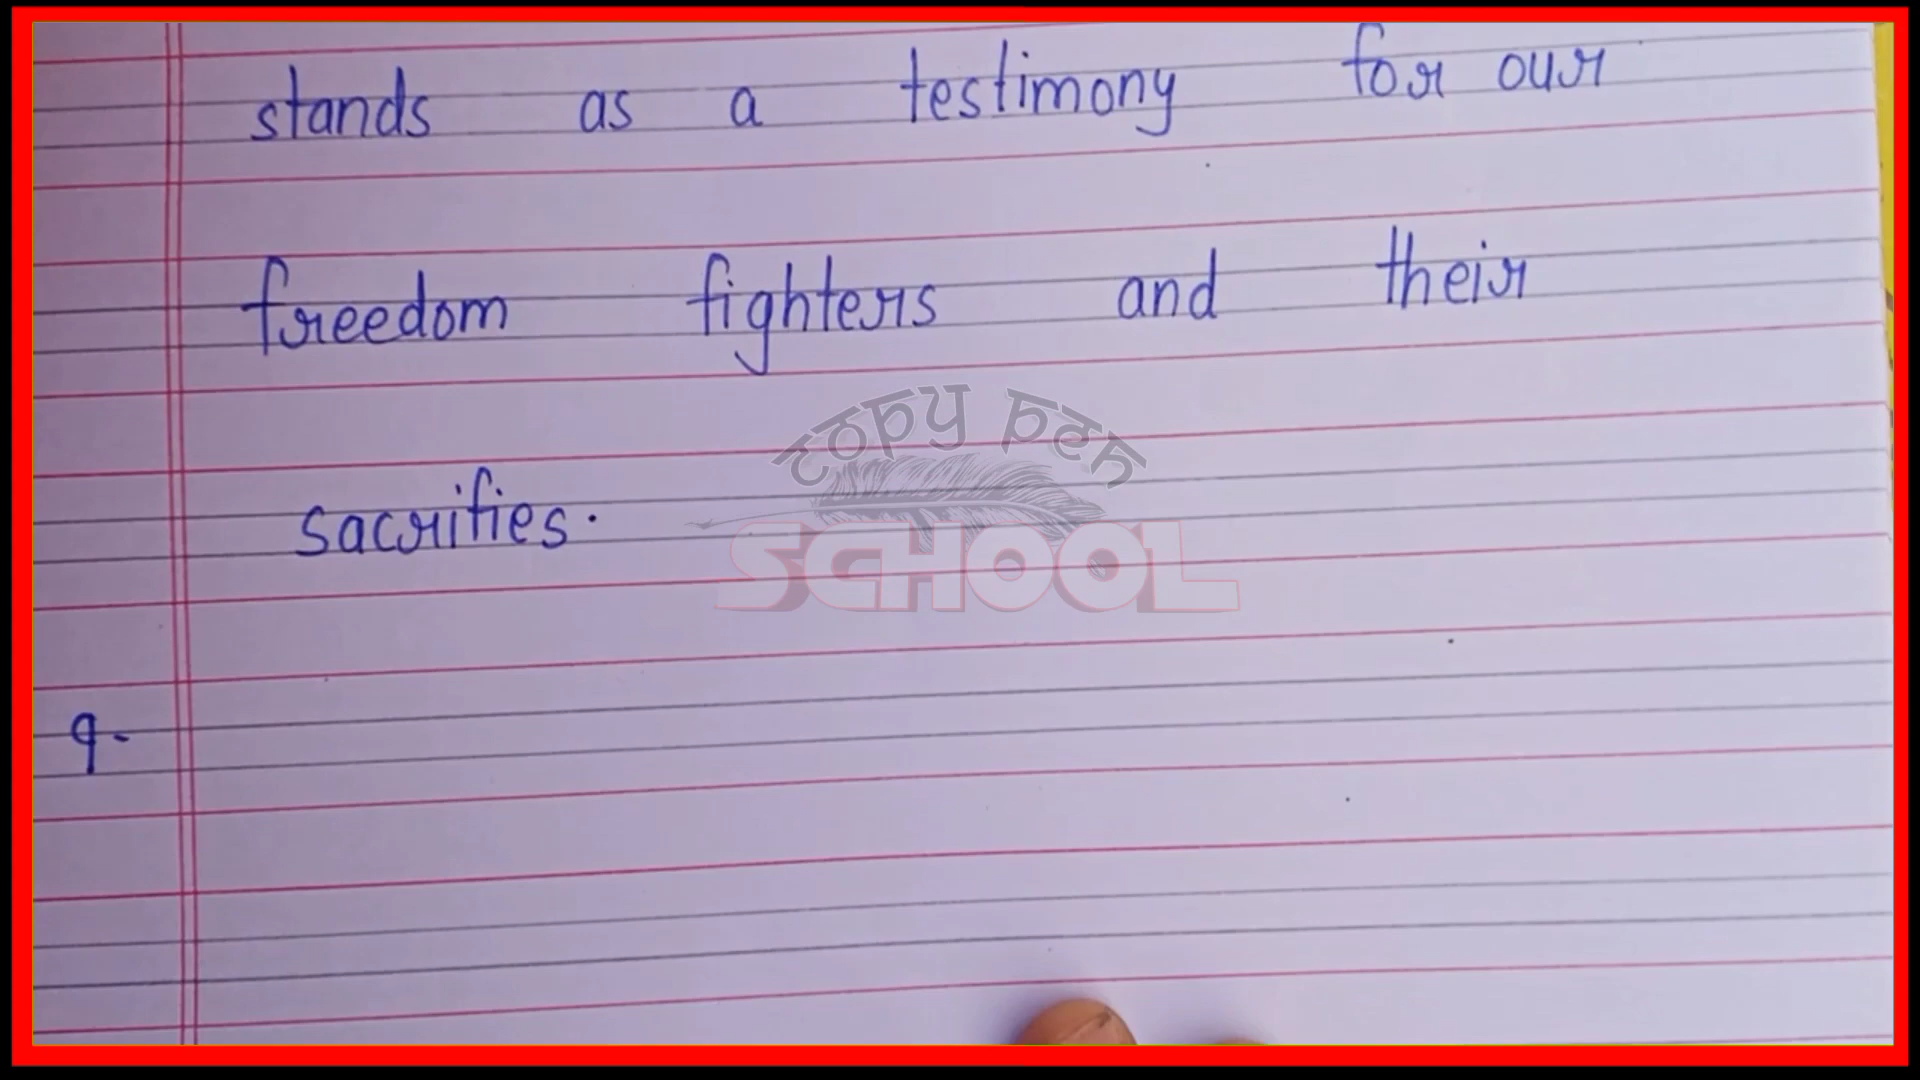 stands as a testimony for our
freedom fighters and their
sacrifies.
COPY PEN
SCHOOL
9-